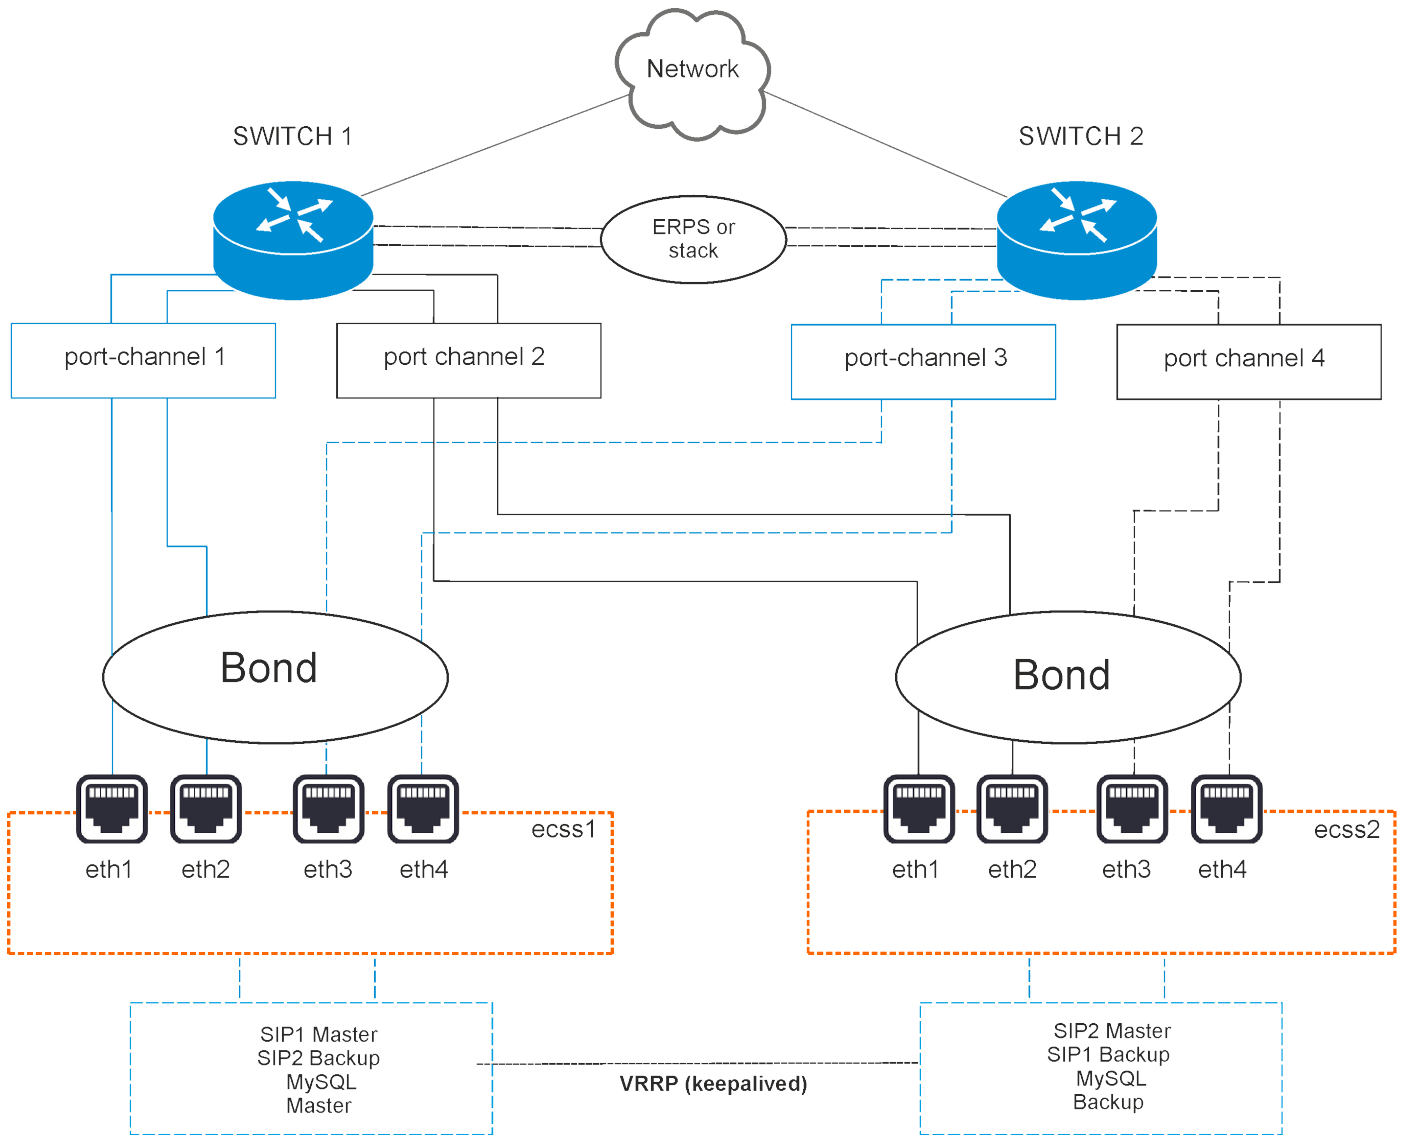 Network
SWITCH 1
SWITCH 2
ERPS or
stack
port-channel 1
port channel 2
port-channel 3
port channel 4
Bond
Bond
ecss1
ecss2
eth1
eth2
eth3
eth4
eth1
eth2
eth3
eth4
SIP1 Master
SIP2 Backup
MySQL
Master
VRRP (keepalived)
SIP2 Master
SIP1 Backup
MySQL
Backup